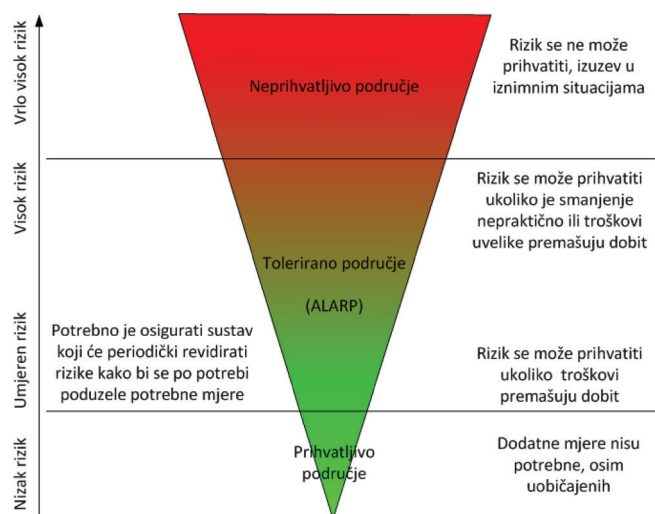 Vrlo visok rizik
Neprihvatljivo područje
Rizik se ne može
prihvatiti, izuzev u
iznimnim situacijama
Visok rizik
Rizik se može prihvatiti
ukoliko je smanjenje
nepraktično ili troškovi
uvelike premašuju dobit
Tolerirano područje
(ALARP)
Umjeren rizik
Potrebno je osigurati sustav
koji će periodički revidirati
rizike kako bi se po potrebi
poduzele potrebne mjere
Rizik se može prihvatiti
ukoliko troškovi
premašuju dobit
Nizak rizik
Prihvatljivo
područje
Dodatne mjere nisu
potrebne, osim
uobičajenih